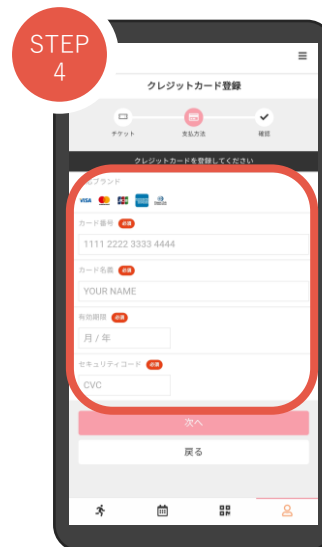 STEP
4
クレジットカード登録
チケット
支払方法
確認
クレジットカードを登録してください
ブランド
VISA
JCB
カード番号 必須
1111 2222 3333 4444
カード名義 必須
YOUR NAME
有効期限 必須
月 / 年
セキュリティコード 必須
CVC
次へ
戻る